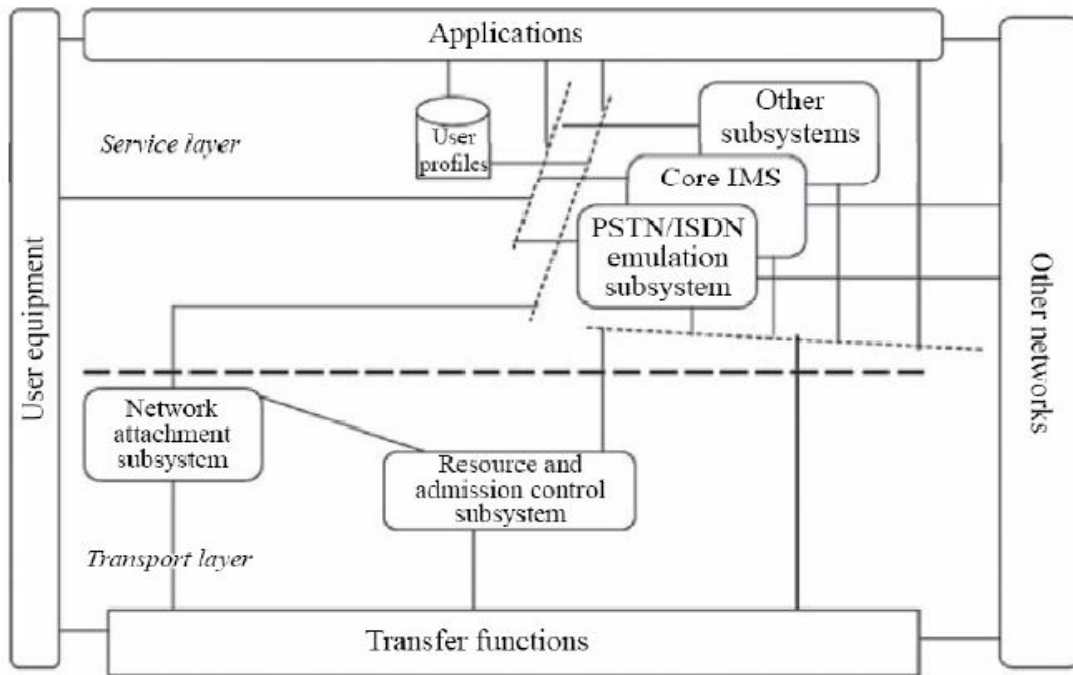 Applications
Other
subsystems
User
profiles
Service layer
Core IMS
PSTN/ISDN
emulation
subsystem
User equipment
Other networks
Network
attachment
subsystem
Resource and
admission control
subsystem
Transport layer
Transfer functions